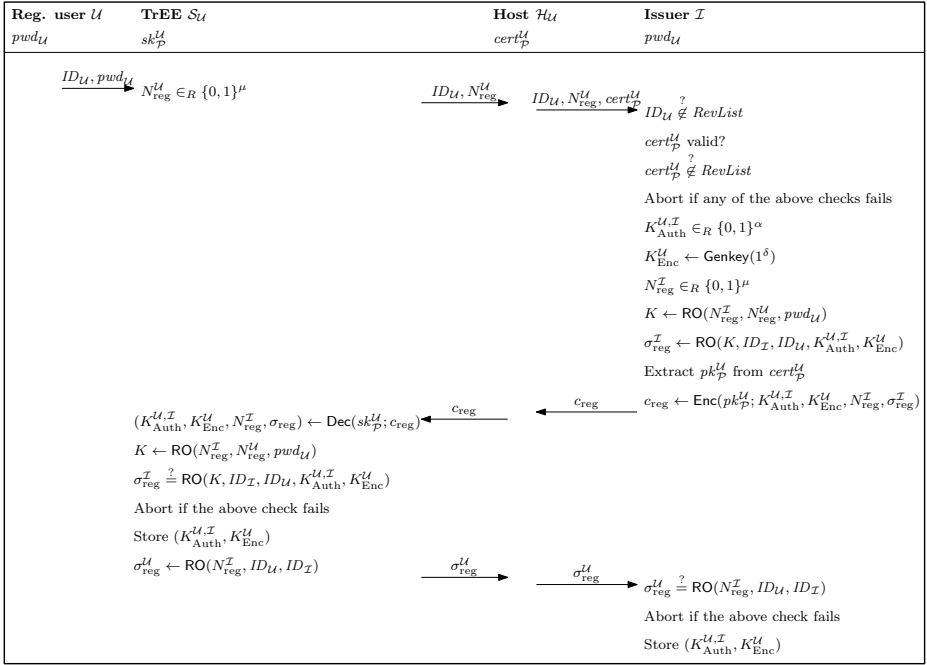 Reg. user 𝒰 TrEE 𝒮_𝒰 Host ℋ_𝒰 Issuer ℐ
pwd_𝒰 sk_𝒫^𝒰 cert_𝒫^𝒰 pwd_𝒰
ID_𝒰, pwd_𝒰 N_reg^𝒰 ∈_R {0, 1}^μ ID_𝒰, N_reg^𝒰 ID_𝒰, N_reg^𝒰, cert_𝒫^𝒰
ID_𝒰 ∉? RevList
cert_𝒫^𝒰 valid?
cert_𝒫^𝒰 ∉? RevList
Abort if any of the above checks fails
K_Auth^{𝒰,ℐ} ∈_R {0, 1}^α
K_Enc^𝒰 ← Genkey(1^δ)
N_reg^ℐ ∈_R {0, 1}^μ
K ← RO(N_reg^ℐ, N_reg^𝒰, pwd_𝒰)
σ_reg^ℐ ← RO(K, ID_ℐ, ID_𝒰, K_Auth^{𝒰,ℐ}, K_Enc^𝒰)
Extract pk_𝒫^𝒰 from cert_𝒫^𝒰
c_reg ← Enc(pk_𝒫^𝒰; K_Auth^{𝒰,ℐ}, K_Enc^𝒰, N_reg^ℐ, σ_reg^ℐ)
(K_Auth^{𝒰,ℐ}, K_Enc^𝒰, N_reg^ℐ, σ_reg) ← Dec(sk_𝒫^𝒰; c_reg) c_reg c_reg
K ← RO(N_reg^ℐ, N_reg^𝒰, pwd_𝒰)
σ_reg^ℐ =? RO(K, ID_ℐ, ID_𝒰, K_Auth^{𝒰,ℐ}, K_Enc^𝒰)
Abort if the above check fails
Store (K_Auth^{𝒰,ℐ}, K_Enc^𝒰)
σ_reg^𝒰 ← RO(N_reg^ℐ, ID_𝒰, ID_ℐ) σ_reg^𝒰 σ_reg^𝒰
σ_reg^𝒰 =? RO(N_reg^ℐ, ID_𝒰, ID_ℐ)
Abort if the above check fails
Store (K_Auth^{𝒰,ℐ}, K_Enc^𝒰)